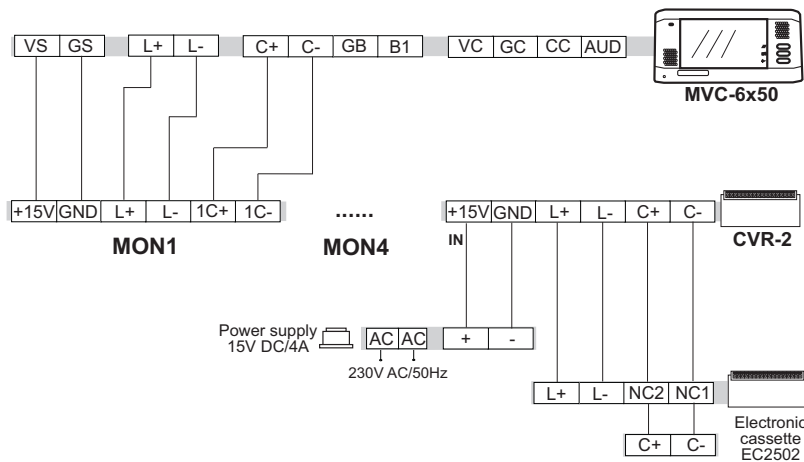 VS GS L+ L- C+ C- GB B1 VC GC CC AUD
MVC-6x50
+15V GND L+ L- 1C+ 1C-
MON1
......
MON4
+15V GND L+ L- C+ C-
IN
CVR-2
Power supply
15V DC/4A
AC AC + -
230V AC/50Hz
L+ L- NC2 NC1
Electronic
cassette
EC2502
C+ C-